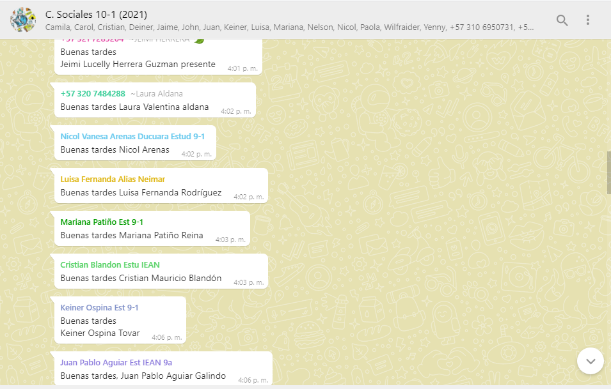 C. Sociales 10-1 (2021)
Camila, Carol, Cristian, Deiner, Jaime, John, Juan, Keiner, Luisa, Mariana, Nelson, Nicol, Paola, Wilfraider, Yenny, +57 310 6950731, +5...
Buenas tardes
Jeimi Lucelly Herrera Guzman presente
4:01 p. m.
+57 320 7484288 ~Laura Aldana
Buenas tardes Laura Valentina aldana
4:02 p. m.
Nicol Vanesa Arenas Ducuara Estud 9-1
Buenas tardes Nicol Arenas
4:02 p. m.
Luisa Fernanda Alias Neimar
Buenas tardes Luisa Fernanda Rodríguez
4:02 p. m.
Mariana Patiño Est 9-1
Buenas tardes Mariana Patiño Reina
4:03 p. m.
Cristian Blandon Estu IEAN
Buenas tardes Cristian Mauricio Blandón
4:03 p. m.
Keiner Ospina Est 9-1
Buenas tardes
Keiner Ospina Tovar
4:06 p. m.
Juan Pablo Aguiar Est IEAN 9a
Buenas tardes, Juan Pablo Aguiar Galindo
4:06 p. m.